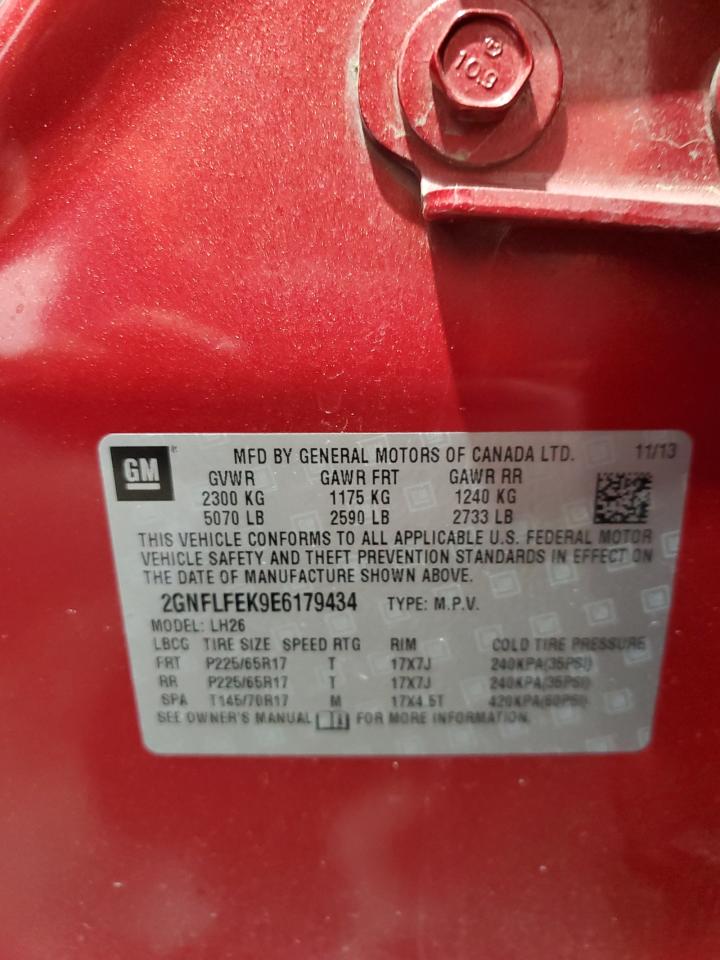 10.9
GM ® MFD BY GENERAL MOTORS OF CANADA LTD. 11/13
GVWR GAWR FRT GAWR RR
2300 KG 1175 KG 1240 KG
5070 LB 2590 LB 2733 LB
THIS VEHICLE CONFORMS TO ALL APPLICABLE U.S. FEDERAL MOTOR
VEHICLE SAFETY AND THEFT PREVENTION STANDARDS IN EFFECT ON
THE DATE OF MANUFACTURE SHOWN ABOVE.
2GNFLFEK9E6179434 TYPE: M.P.V.
MODEL: LH26
LBCG TIRE SIZE SPEED RTG RIM COLD TIRE PRESSURE
FRT P225/65R17 T 17X7J 240KPA(35PSI)
RR P225/65R17 T 17X7J 240KPA(35PSI)
SPA T145/70R17 M 17X4.5T 420KPA(60PSI)
SEE OWNER'S MANUAL FOR MORE INFORMATION.